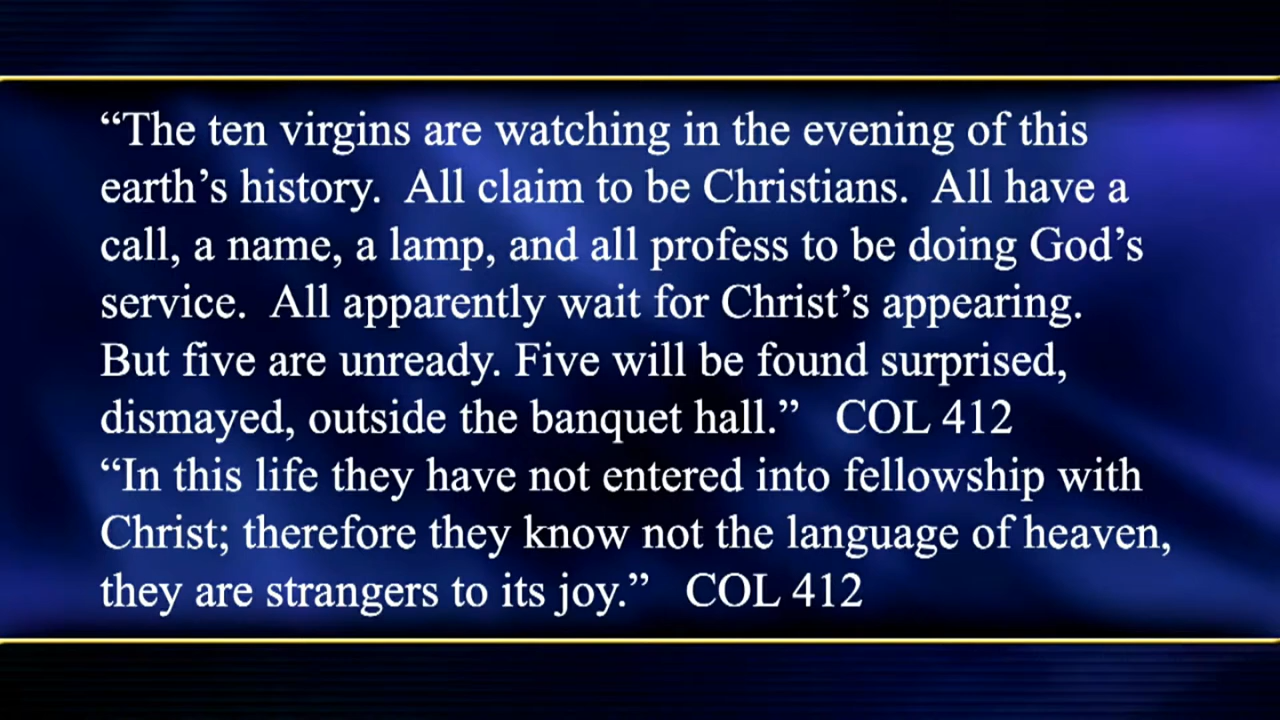 “The ten virgins are watching in the evening of this
earth’s history.  All claim to be Christians.  All have a
call, a name, a lamp, and all profess to be doing God’s
service.  All apparently wait for Christ’s appearing.
But five are unready. Five will be found surprised,
dismayed, outside the banquet hall.”   COL 412
“In this life they have not entered into fellowship with
Christ; therefore they know not the language of heaven,
they are strangers to its joy.”   COL 412